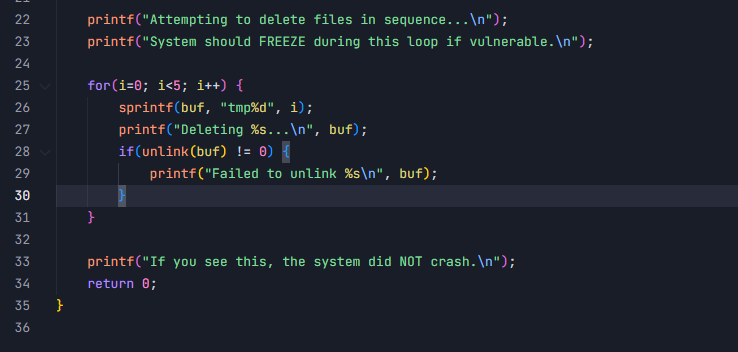 21
22 printf("Attempting to delete files in sequence...\n");
23 printf("System should FREEZE during this loop if vulnerable.\n");
24
25 for(i=0; i<5; i++) {
26 sprintf(buf, "tmp%d", i);
27 printf("Deleting %s...\n", buf);
28 if(unlink(buf) != 0) {
29 printf("Failed to unlink %s\n", buf);
30 }
31 }
32
33 printf("If you see this, the system did NOT crash.\n");
34 return 0;
35 }
36